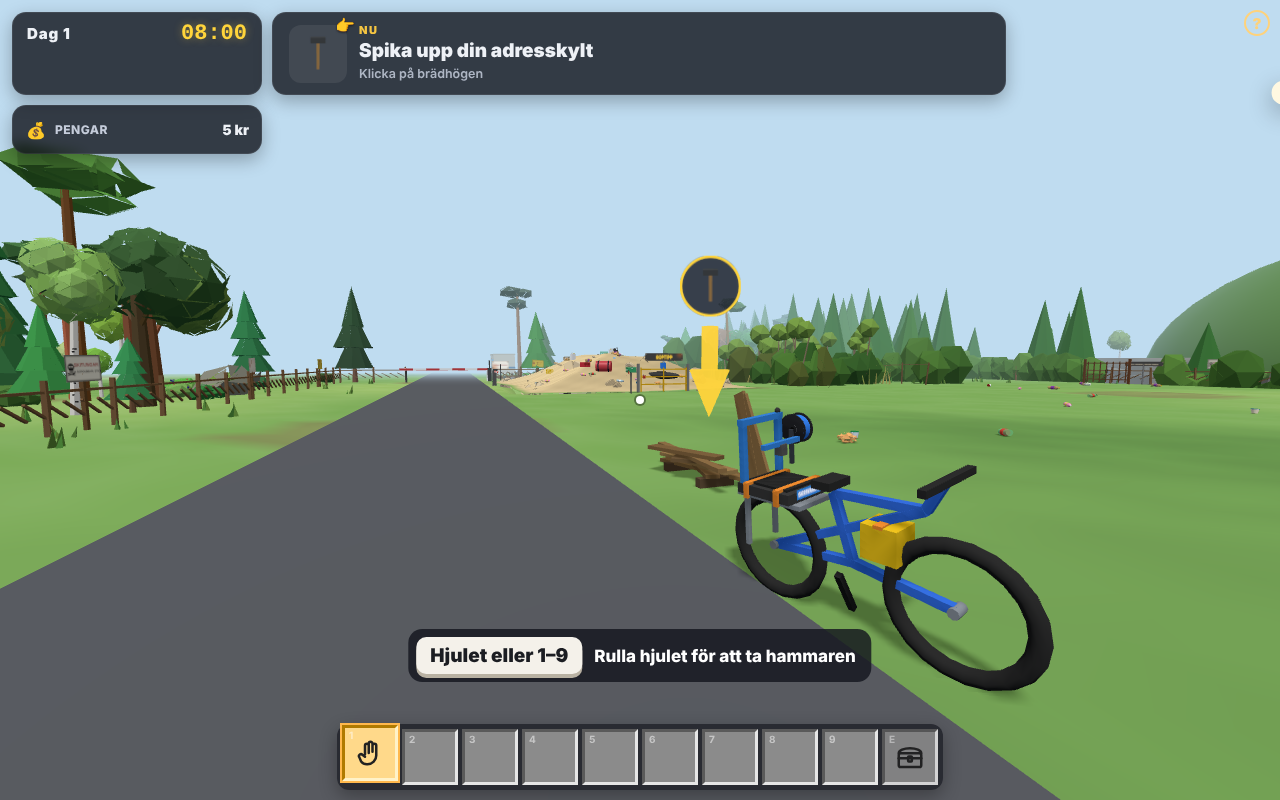 Dag 1
08:00
NU
Spika upp din adresskylt
Klicka på brädhögen
PENGAR
5 kr
Hjulet eller 1–9
Rulla hjulet för att ta hammaren
1
2
3
4
5
6
7
8
9
E